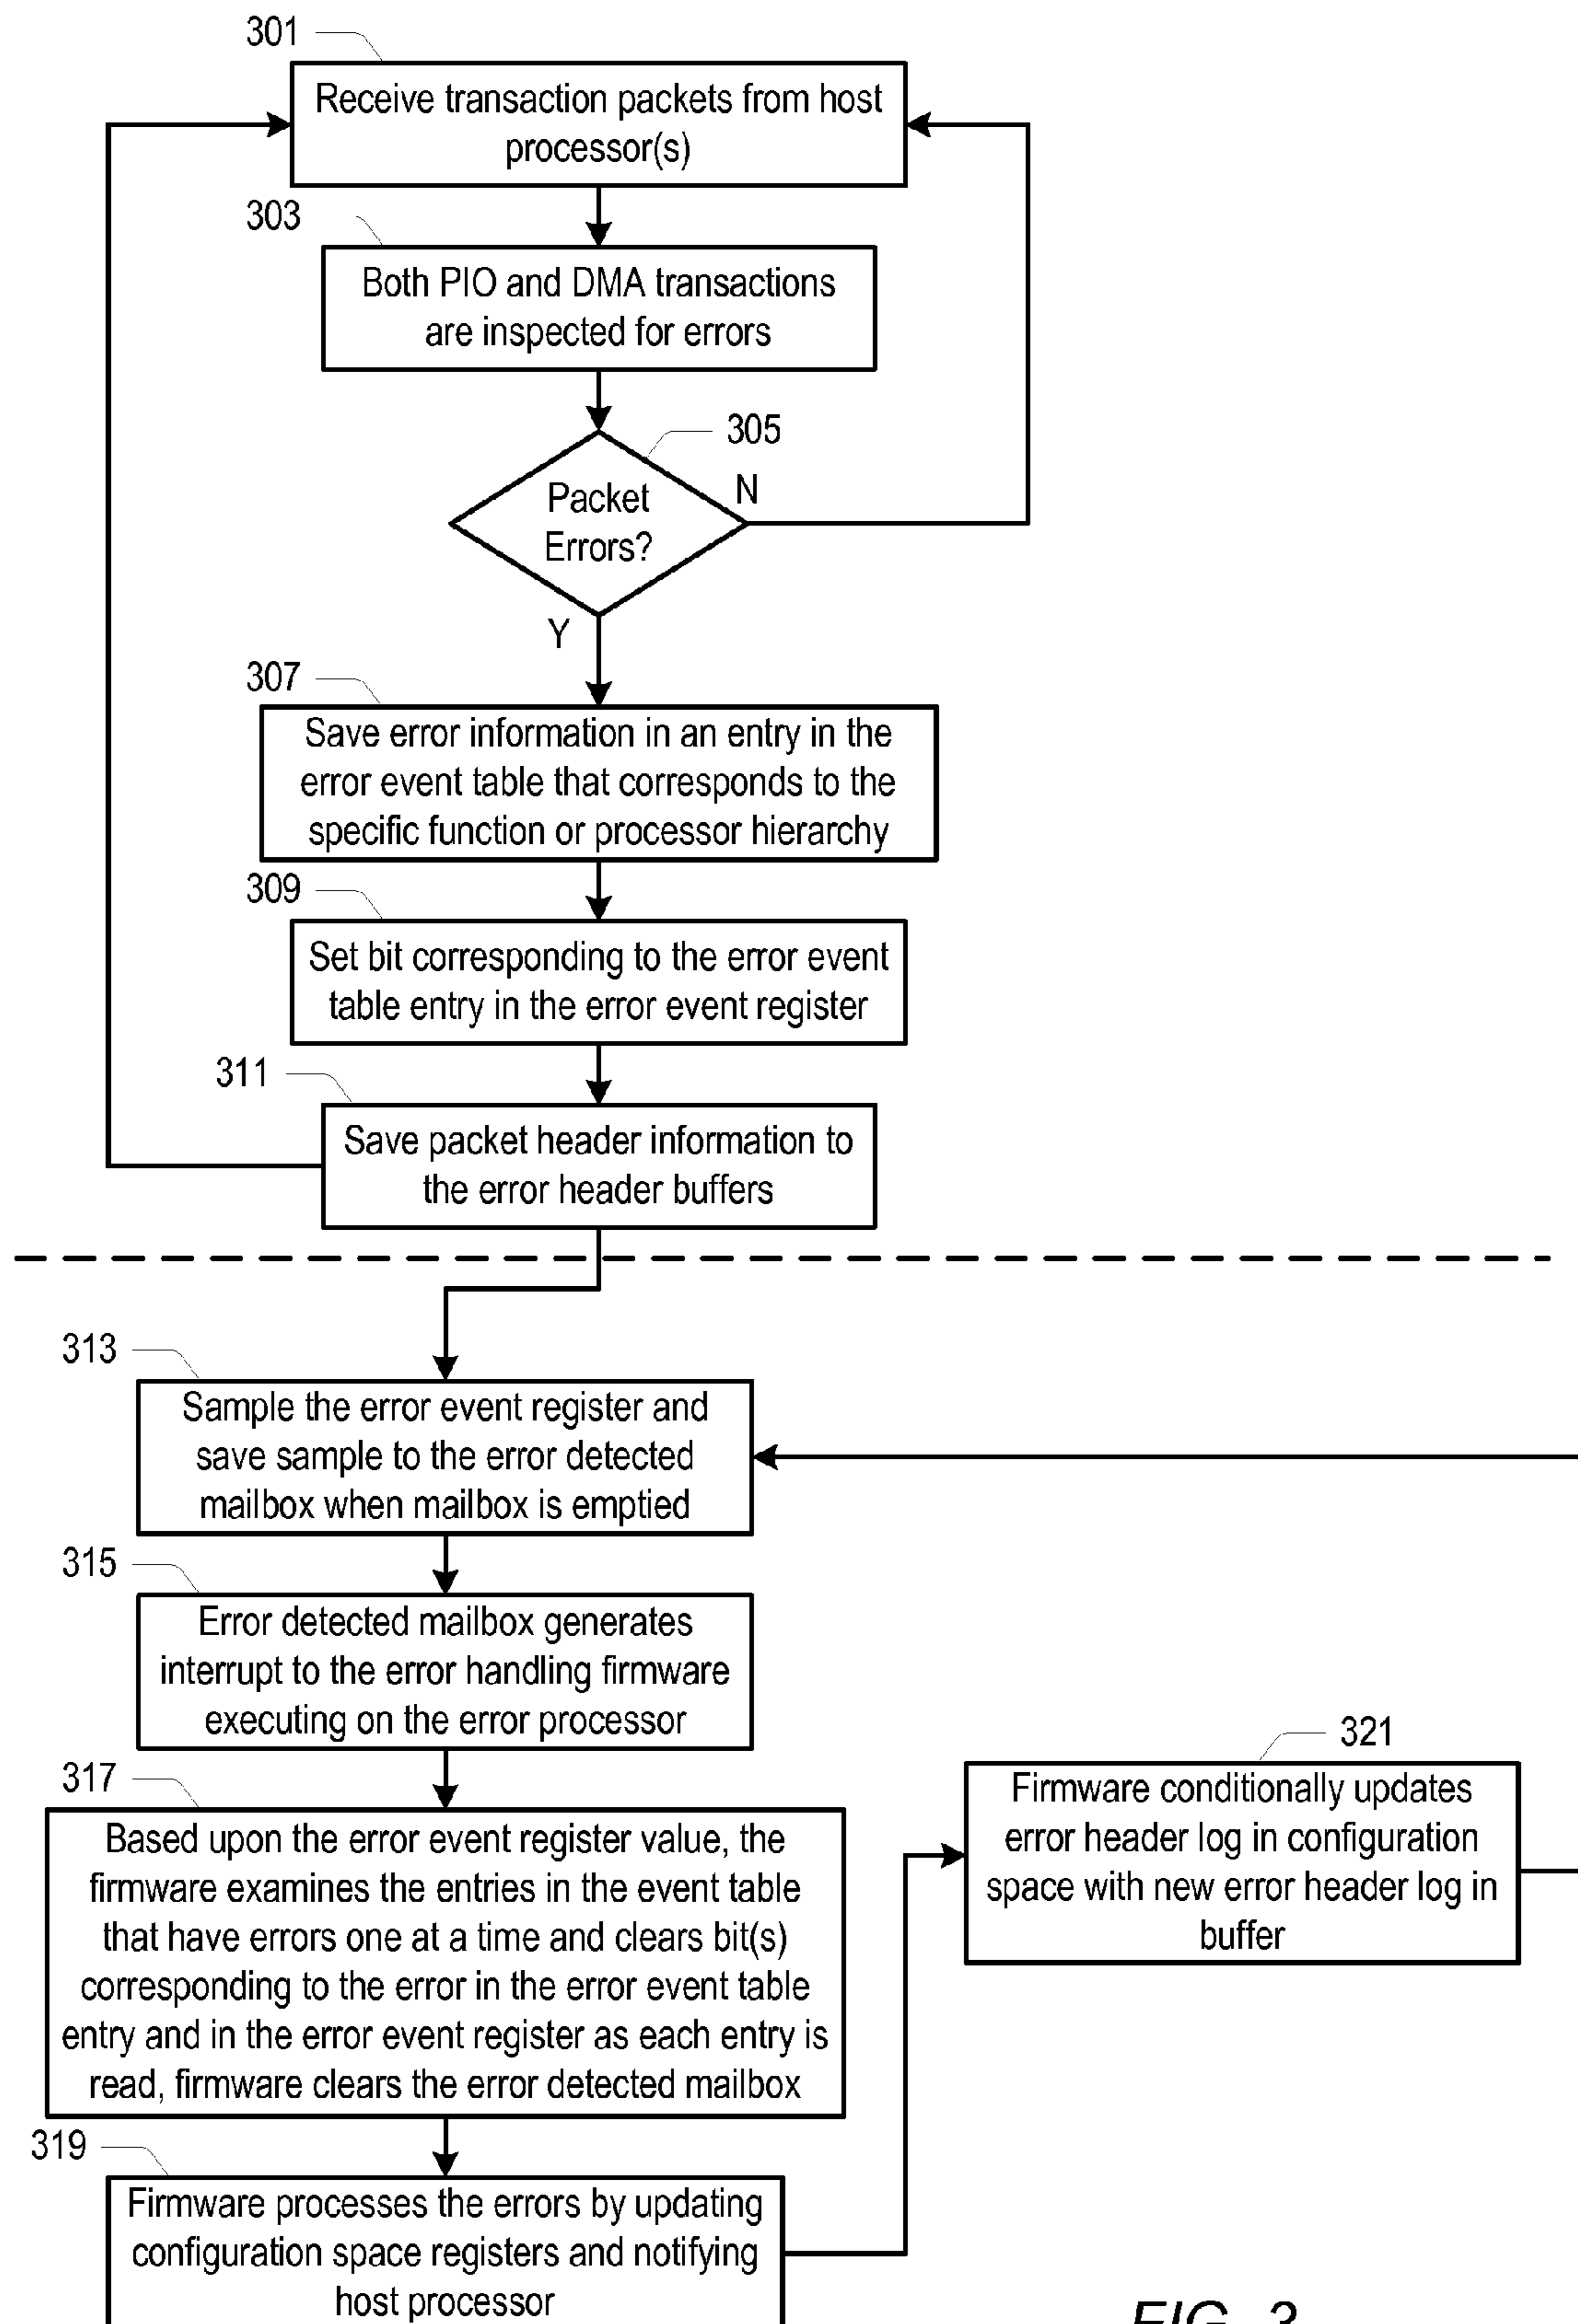 301
Receive transaction packets from host
processor(s)
303
Both PIO and DMA transactions
are inspected for errors
305
Packet
Errors?
N
Y
307
Save error information in an entry in the
error event table that corresponds to the
specific function or processor hierarchy
309
Set bit corresponding to the error event
table entry in the error event register
311
Save packet header information to
the error header buffers
313
Sample the error event register and
save sample to the error detected
mailbox when mailbox is emptied
315
Error detected mailbox generates
interrupt to the error handling firmware
executing on the error processor
317
Based upon the error event register value, the
firmware examines the entries in the event table
that have errors one at a time and clears bit(s)
corresponding to the error in the error event table
entry and in the error event register as each entry is
read, firmware clears the error detected mailbox
319
Firmware processes the errors by updating
configuration space registers and notifying
host processor
321
Firmware conditionally updates
error header log in configuration
space with new error header log in
buffer
FIG. 3